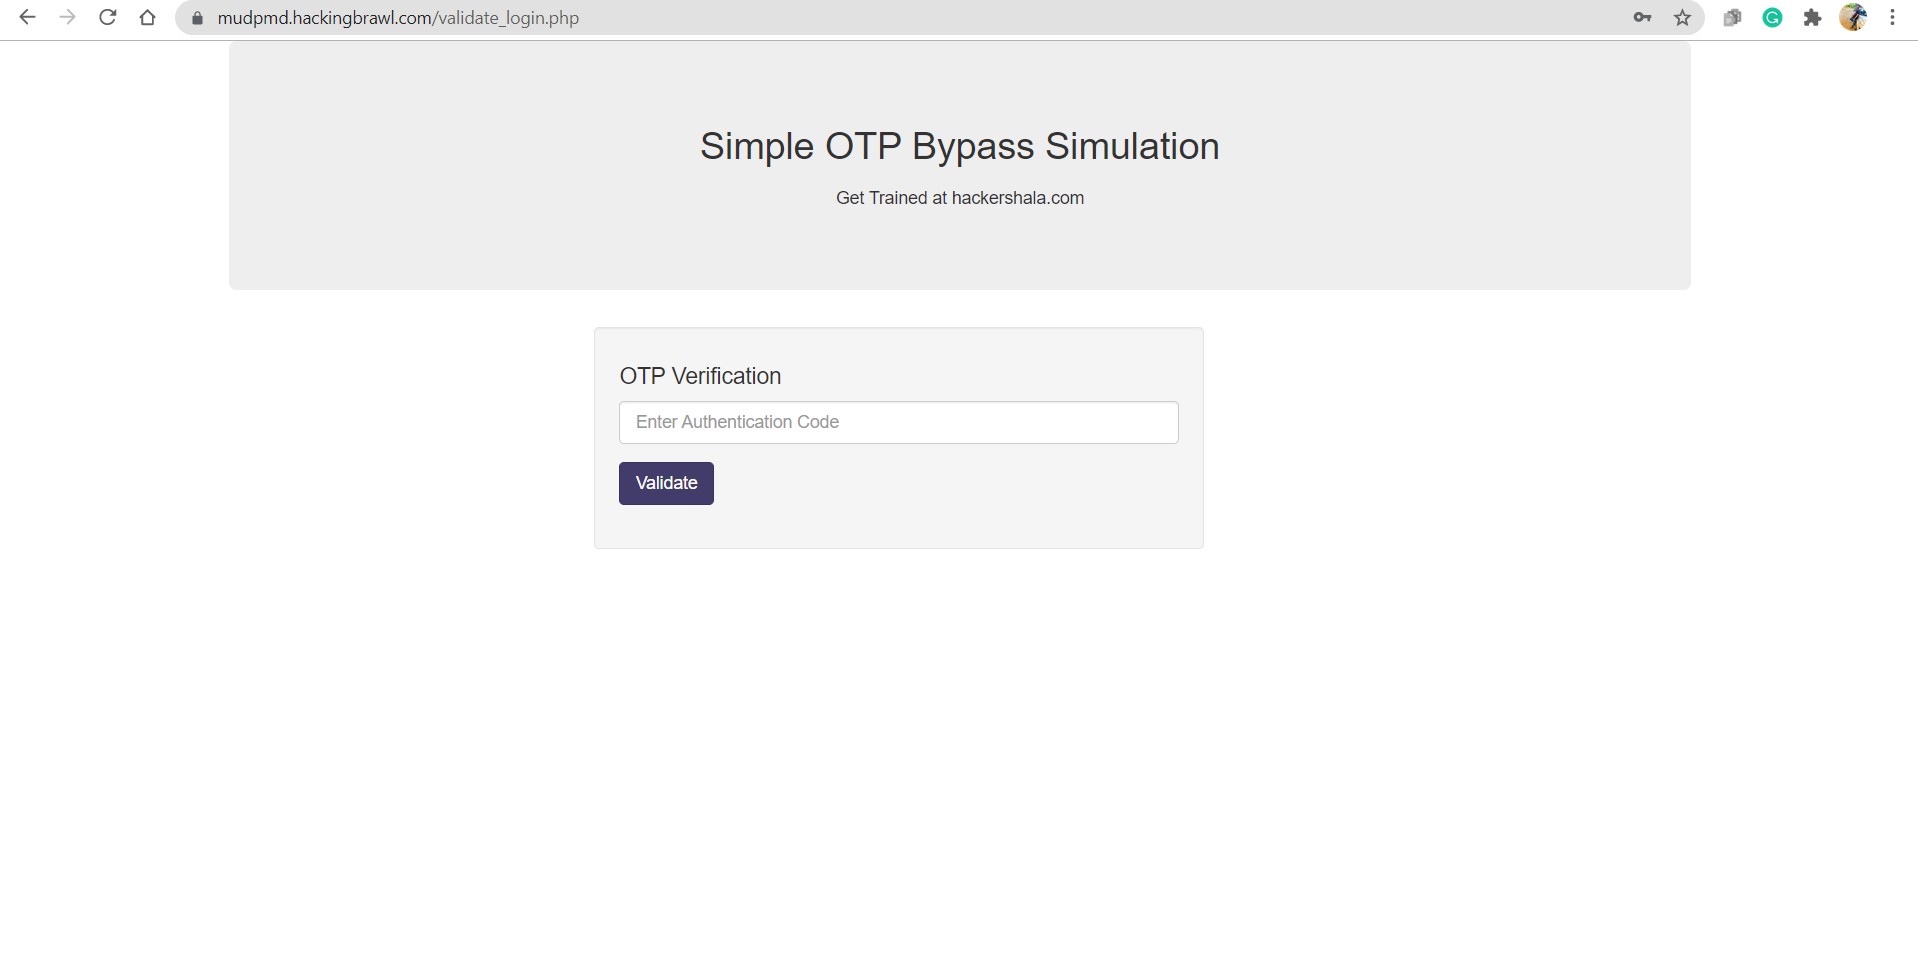 mudpmd.hackingbrawl.com/validate_login.php
Simple OTP Bypass Simulation
Get Trained at hackershala.com
OTP Verification
Enter Authentication Code
Validate